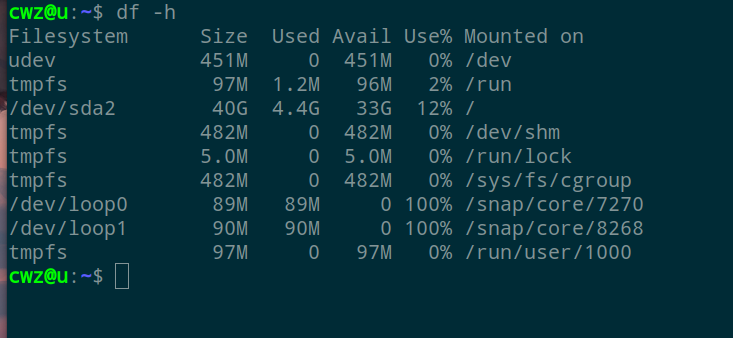 cwz@u:~$ df -h
Filesystem      Size  Used Avail Use% Mounted on
udev            451M     0  451M   0% /dev
tmpfs            97M  1.2M   96M   2% /run
/dev/sda2        40G  4.4G   33G  12% /
tmpfs           482M     0  482M   0% /dev/shm
tmpfs           5.0M     0  5.0M   0% /run/lock
tmpfs           482M     0  482M   0% /sys/fs/cgroup
/dev/loop0       89M   89M     0 100% /snap/core/7270
/dev/loop1       90M   90M     0 100% /snap/core/8268
tmpfs            97M     0   97M   0% /run/user/1000
cwz@u:~$